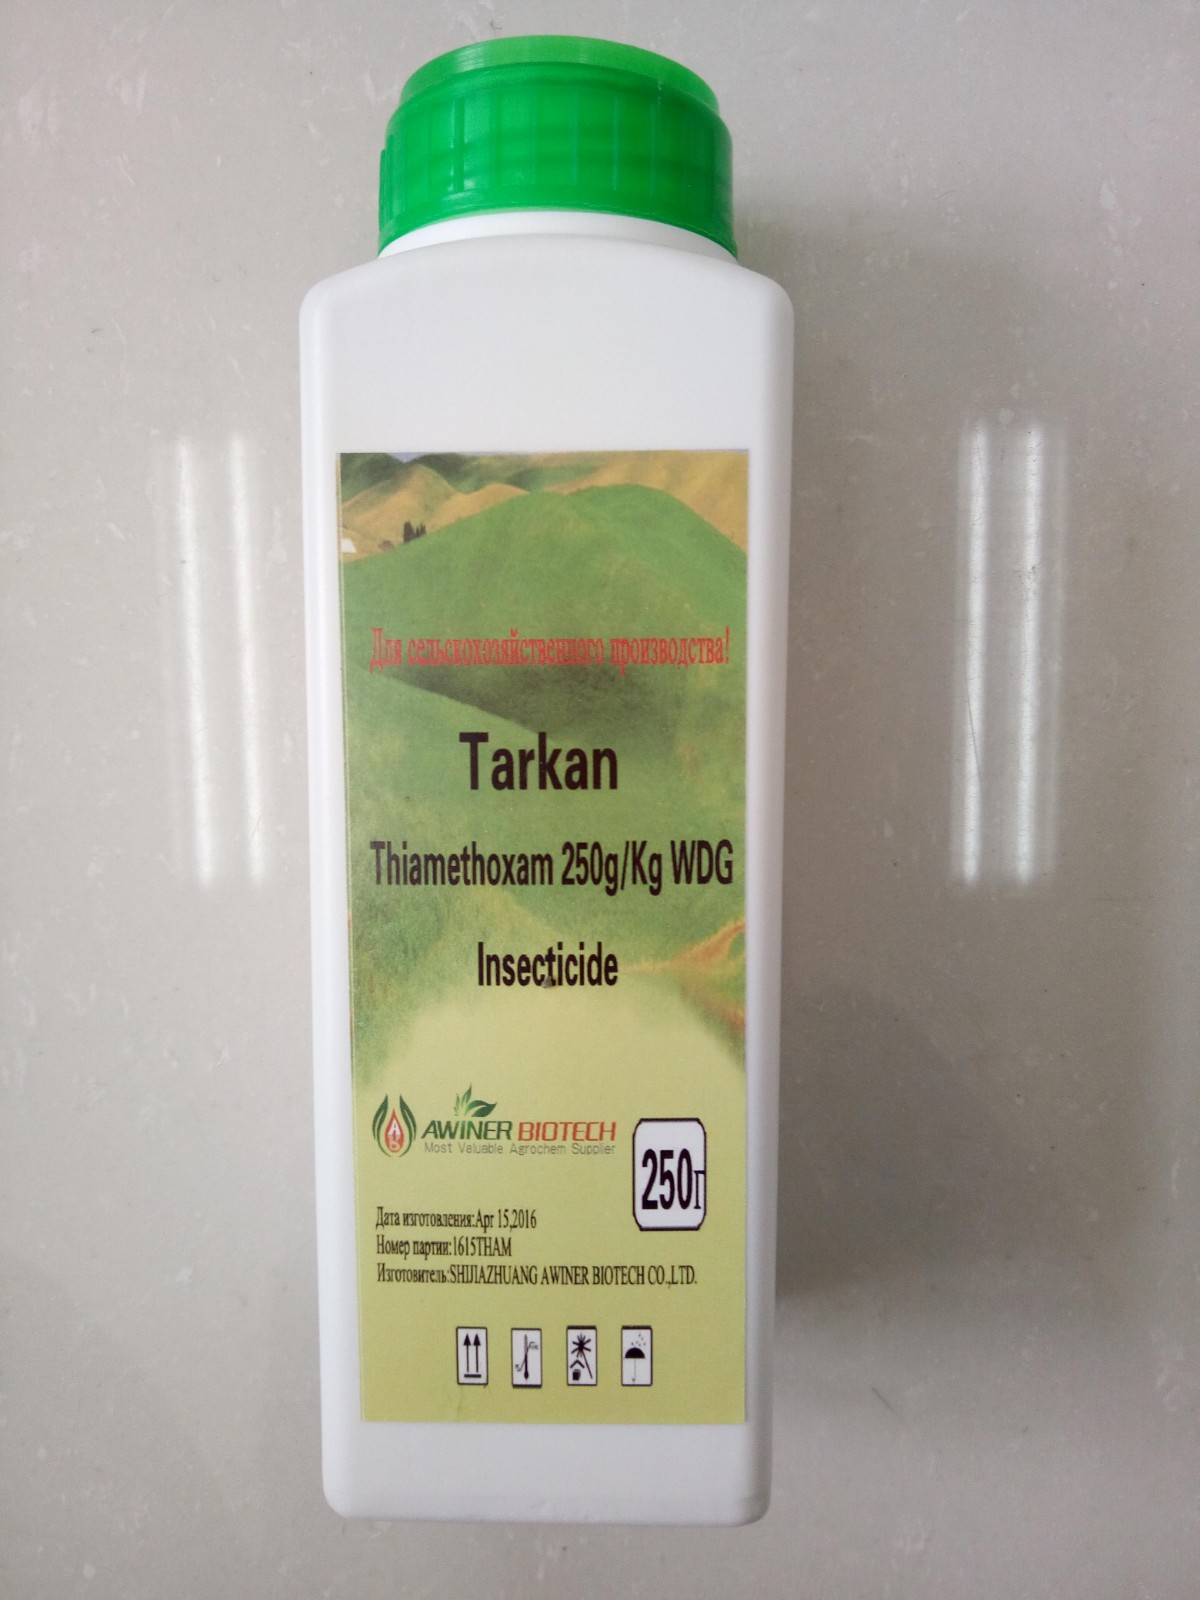 Для сельскохозяйственного производства!
Tarkan
Thiamethoxam 250g/Kg WDG
Insecticide
AWINER BIOTECH
Most Valuable Agrochem Supplier
250г
Дата изготовления:Apr 15,2016
Номер партии:1615THAM
Изготовитель:SHIJIAZHUANG AWINER BIOTECH CO.,LTD.